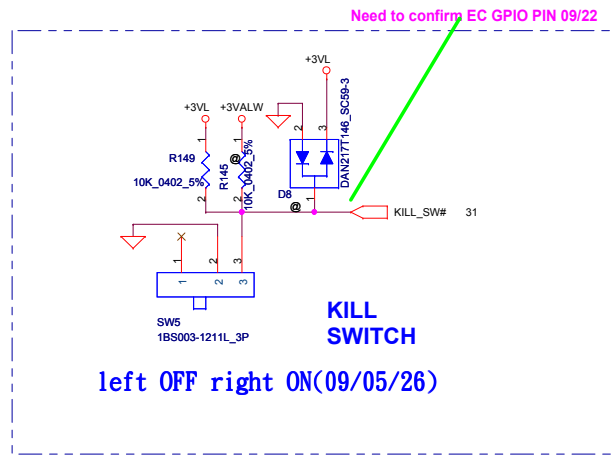 Need to confirm EC GPIO PIN 09/22
+3VL
+3VL
+3VALW
R149
10K_0402_5%
R145
10K_0402_5%
@
1
1
2
2
2
3
1
DAN217T146_SC59-3
D8
@
KILL_SW# 31
1
2
3
1
2
3
SW5
1BS003-1211L_3P
KILL
SWITCH
left OFF right ON(09/05/26)